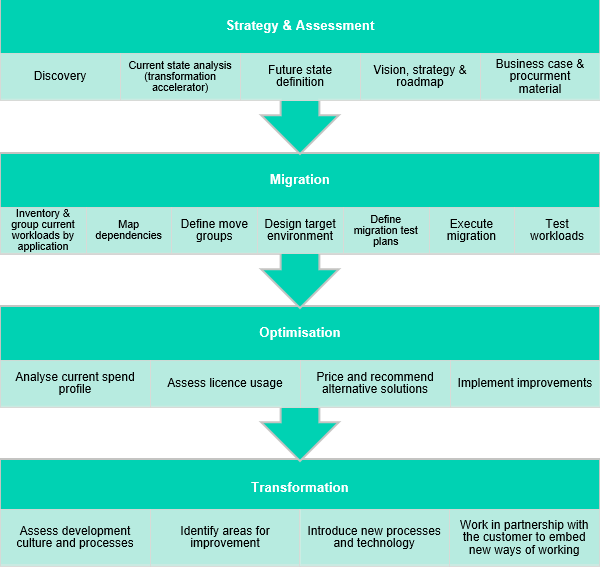 Strategy & Assessment
Discovery
Current state analysis
(transformation
accelerator)
Future state
definition
Vision, strategy &
roadmap
Business case &
procurment
material
Migration
Inventory &
group current
workloads by
application
Map
dependencies
Define move
groups
Design target
environment
Define
migration test
plans
Execute
migration
Test
workloads
Optimisation
Analyse current spend
profile
Assess licence usage
Price and recommend
alternative solutions
Implement improvements
Transformation
Assess development
culture and processes
Identify areas for
improvement
Introduce new processes
and technology
Work in partnership with
the customer to embed
new ways of working